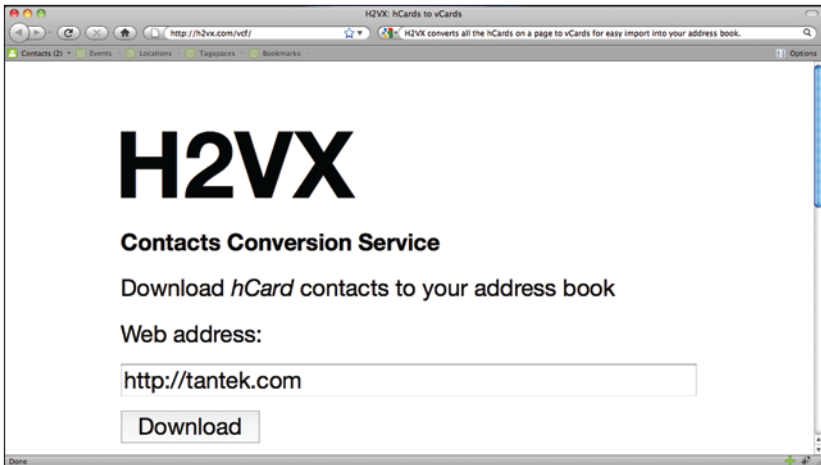 H2VX: hCards to vCards
http://h2vx.com/vcf/
H2VX converts all the hCards on a page to vCards for easy import into your address book.
Contacts (2) Events Locations Tagspaces Bookmarks Options
H2VX
Contacts Conversion Service
Download hCard contacts to your address book
Web address:
http://tantek.com
Download
Done